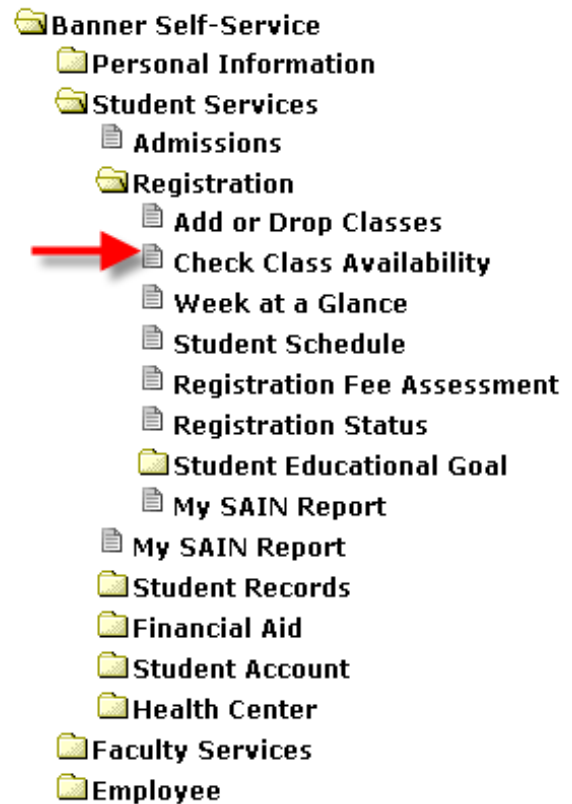 Banner Self-Service
Personal Information
Student Services
Admissions
Registration
Add or Drop Classes
Check Class Availability
Week at a Glance
Student Schedule
Registration Fee Assessment
Registration Status
Student Educational Goal
My SAIN Report
My SAIN Report
Student Records
Financial Aid
Student Account
Health Center
Faculty Services
Employee